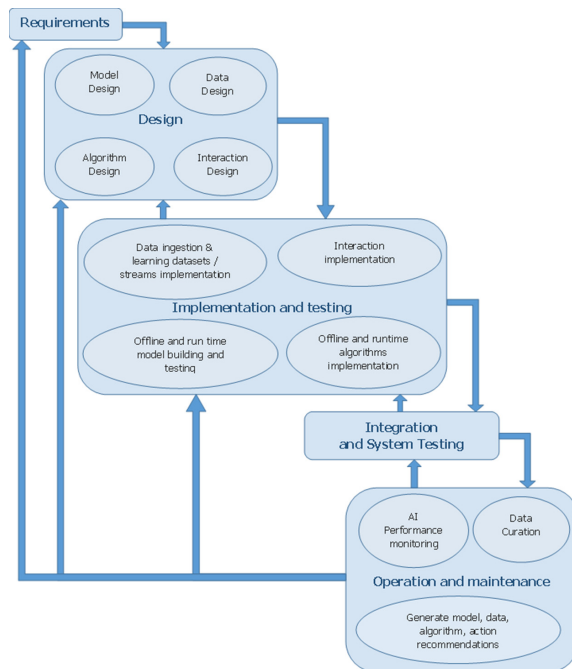 Requirements
Model
Design
Data
Design
Design
Algorithm
Design
Interaction
Design
Data ingestion &
learning datasets /
streams implementation
Interaction
implementation
Implementation and testing
Offline and run time
model building and
testing
Offline and runtime
algorithms
implementation
Integration
and System Testing
AI
Performance
monitoring
Data
Curation
Operation and maintenance
Generate model, data,
algorithm, action
recommendations